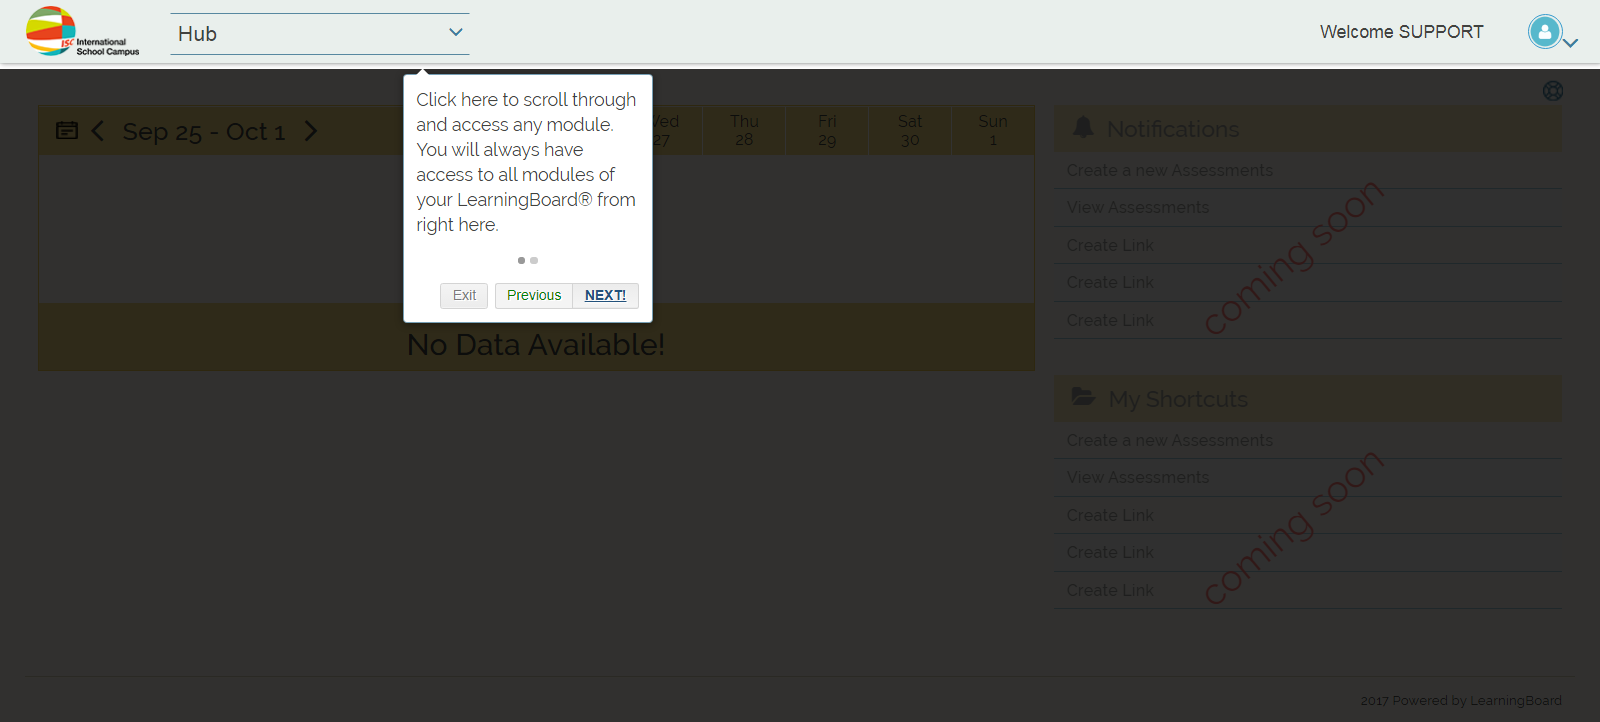 ISC International
School Campus
Hub
Welcome SUPPORT
Click here to scroll through
and access any module.
You will always have
access to all modules of
your LearningBoard® from
right here.
Exit
Previous
NEXT!
Sep 25 - Oct 1
Thu
28
Fri
29
Sat
30
Sun
1
27
No Data Available!
Notifications
Create a new Assessments
View Assessments
Create Link
Create Link
Create Link
coming soon
My Shortcuts
Create a new Assessments
View Assessments
Create Link
Create Link
Create Link
coming soon
2017 Powered by LearningBoard